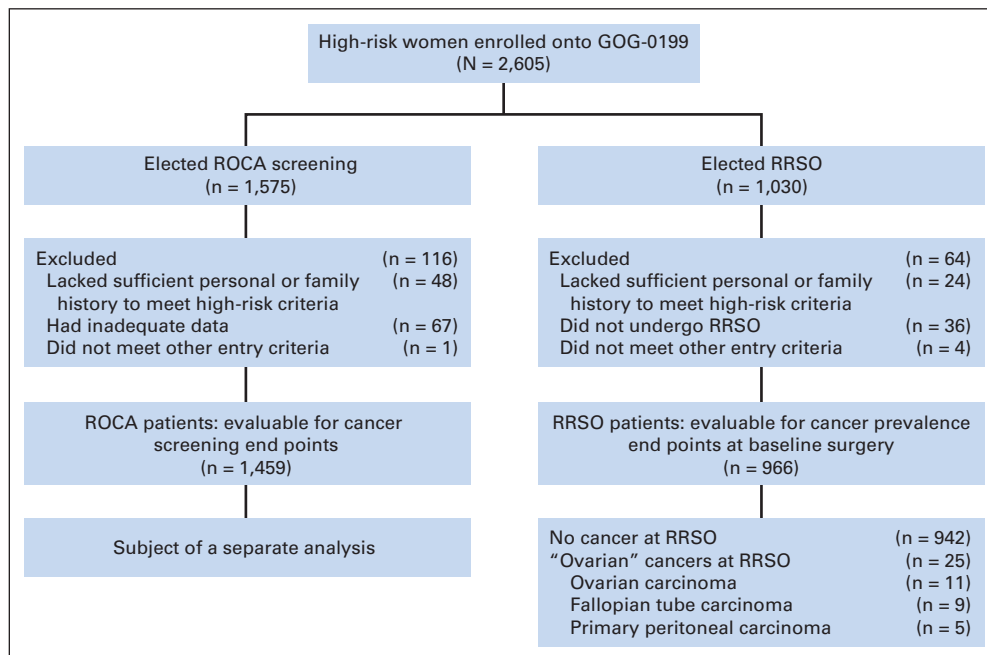 High-risk women enrolled onto GOG-0199
(N = 2,605)
Elected ROCA screening
(n = 1,575)
Elected RRSO
(n = 1,030)
Excluded (n = 116)
Lacked sufficient personal or family (n = 48)
history to meet high-risk criteria
Had inadequate data (n = 67)
Did not meet other entry criteria (n = 1)
Excluded (n = 64)
Lacked sufficient personal or family (n = 24)
history to meet high-risk criteria
Did not undergo RRSO (n = 36)
Did not meet other entry criteria (n = 4)
ROCA patients: evaluable for cancer
screening end points
(n = 1,459)
RRSO patients: evaluable for cancer prevalence
end points at baseline surgery
(n = 966)
Subject of a separate analysis
No cancer at RRSO (n = 942)
“Ovarian” cancers at RRSO (n = 25)
Ovarian carcinoma (n = 11)
Fallopian tube carcinoma (n = 9)
Primary peritoneal carcinoma (n = 5)